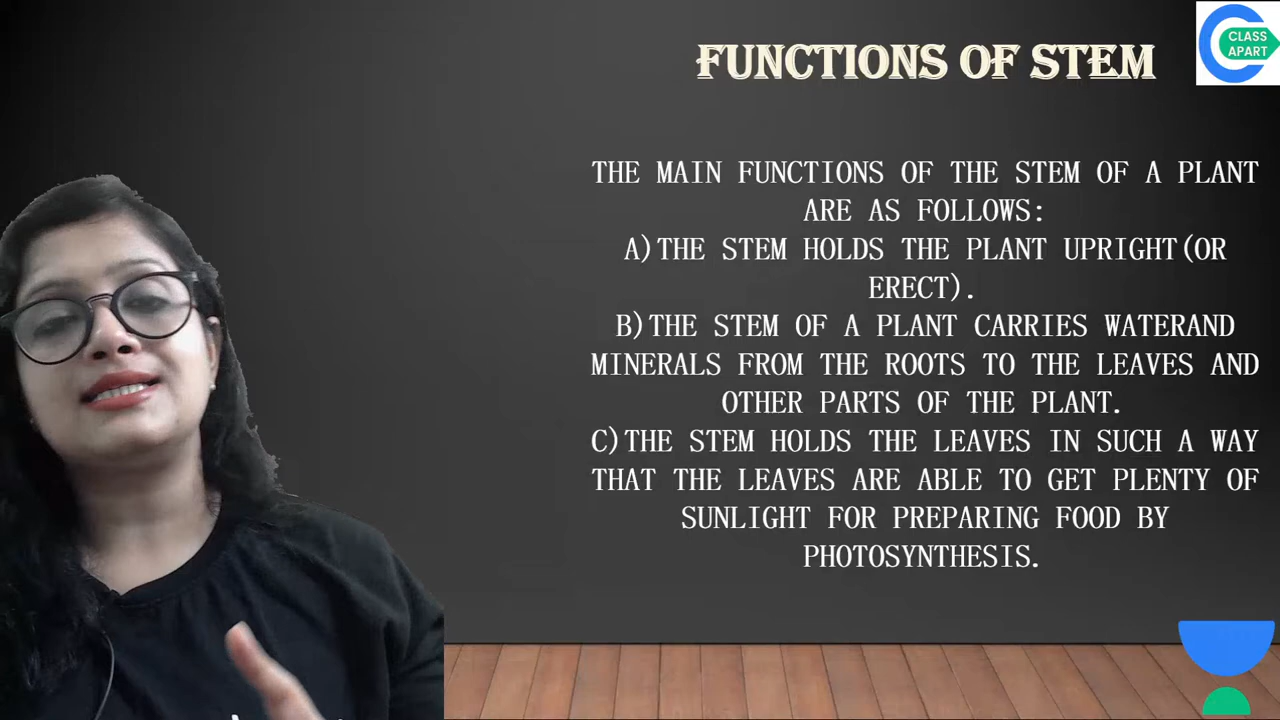 FUNCTIONS OF STEM
CLASS
APART
THE MAIN FUNCTIONS OF THE STEM OF A PLANT
ARE AS FOLLOWS:
A)THE STEM HOLDS THE PLANT UPRIGHT(OR
ERECT).
B)THE STEM OF A PLANT CARRIES WATERAND
MINERALS FROM THE ROOTS TO THE LEAVES AND
OTHER PARTS OF THE PLANT.
C)THE STEM HOLDS THE LEAVES IN SUCH A WAY
THAT THE LEAVES ARE ABLE TO GET PLENTY OF
SUNLIGHT FOR PREPARING FOOD BY
PHOTOSYNTHESIS.